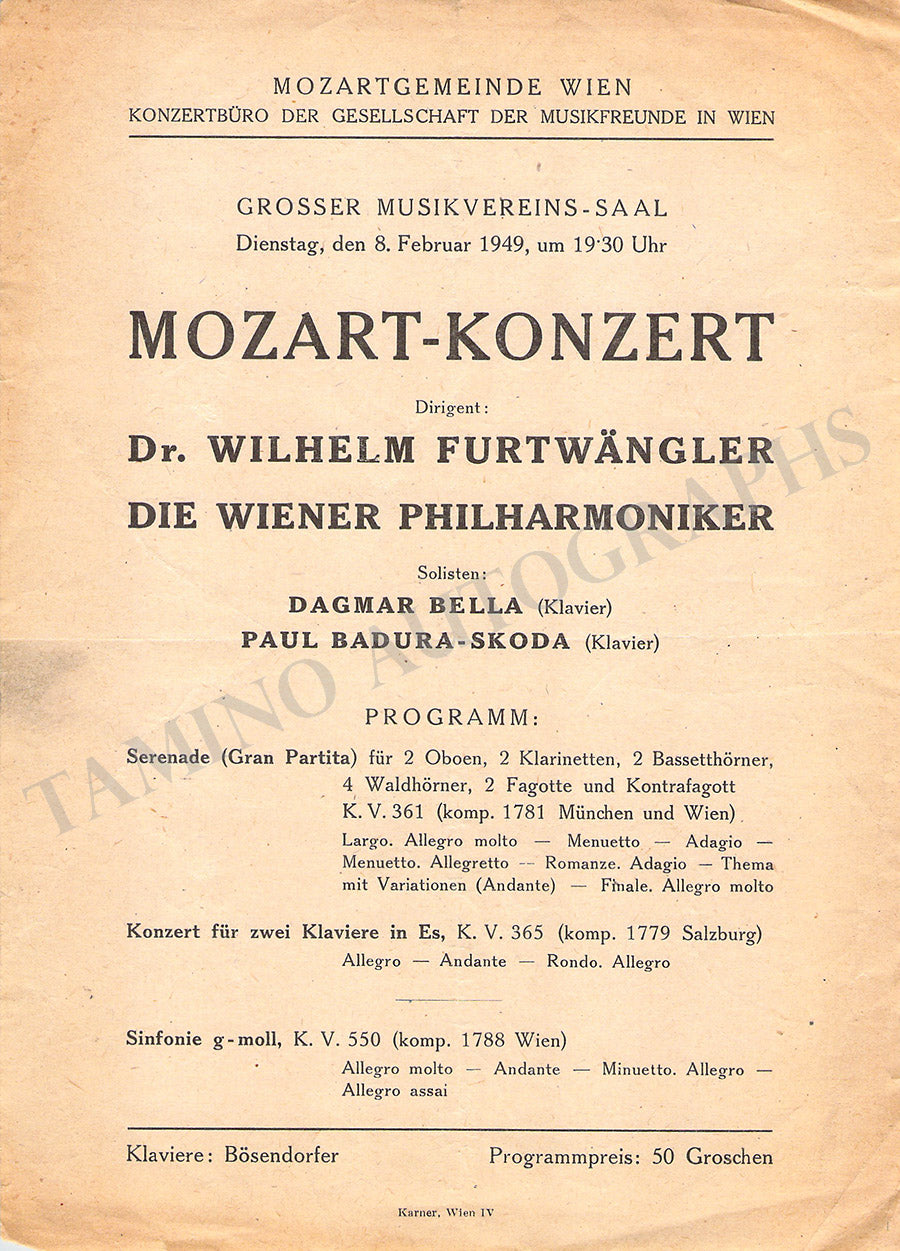 MOZARTGEMEINDE WIEN
KONZERTBÜRO DER GESELLSCHAFT DER MUSIKFREUNDE IN WIEN
GROSSER MUSIKVEREINS-SAAL
Dienstag, den 8. Februar 1949, um 19·30 Uhr
MOZART-KONZERT
Dirigent:
Dr. WILHELM FURTWÄNGLER
DIE WIENER PHILHARMONIKER
Solisten:
DAGMAR BELLA (Klavier)
PAUL BADURA-SKODA (Klavier)
TAMINO AUTOGRAPHS
PROGRAMM:
Serenade (Gran Partita) für 2 Oboen, 2 Klarinetten, 2 Bassetthörner,
4 Waldhörner, 2 Fagotte und Kontrafagott
K. V. 361 (komp. 1781 München und Wien)
Largo. Allegro molto — Menuetto — Adagio —
Menuetto. Allegretto — Romanze. Adagio — Thema
mit Variationen (Andante) — Finale. Allegro molto
Konzert für zwei Klaviere in Es, K. V. 365 (komp. 1779 Salzburg)
Allegro — Andante — Rondo. Allegro
Sinfonie g-moll, K. V. 550 (komp. 1788 Wien)
Allegro molto — Andante — Minuetto. Allegro —
Allegro assai
Klaviere: Bösendorfer Programmpreis: 50 Groschen
Karner, Wien IV